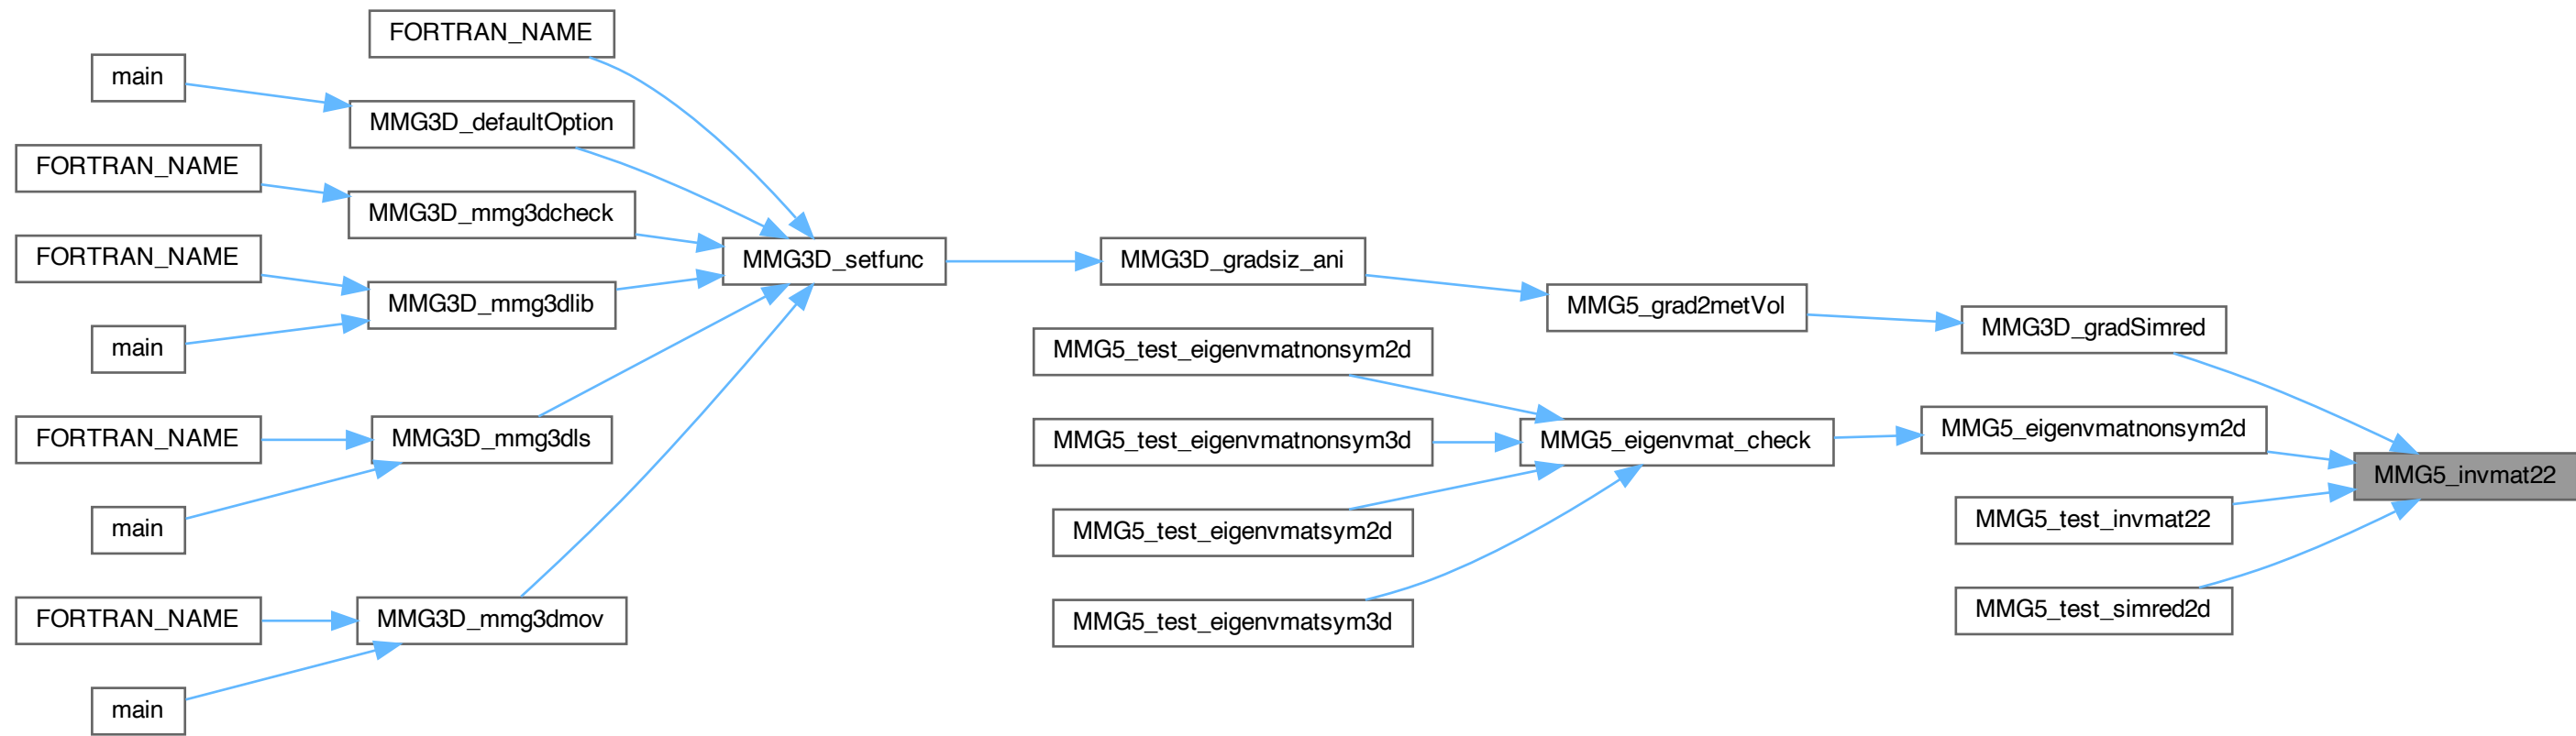 FORTRAN_NAME
main
MMG3D_defaultOption
FORTRAN_NAME
MMG3D_mmg3dcheck
FORTRAN_NAME
MMG3D_mmg3dlib
main
FORTRAN_NAME
MMG3D_mmg3dls
main
FORTRAN_NAME
MMG3D_mmg3dmov
main
MMG3D_setfunc
MMG3D_gradsiz_ani
MMG5_test_eigenvmatnonsym2d
MMG5_test_eigenvmatnonsym3d
MMG5_test_eigenvmatsym2d
MMG5_test_eigenvmatsym3d
MMG5_grad2metVol
MMG5_eigenvmat_check
MMG3D_gradSimred
MMG5_eigenvmatnonsym2d
MMG5_test_invmat22
MMG5_test_simred2d
MMG5_invmat22